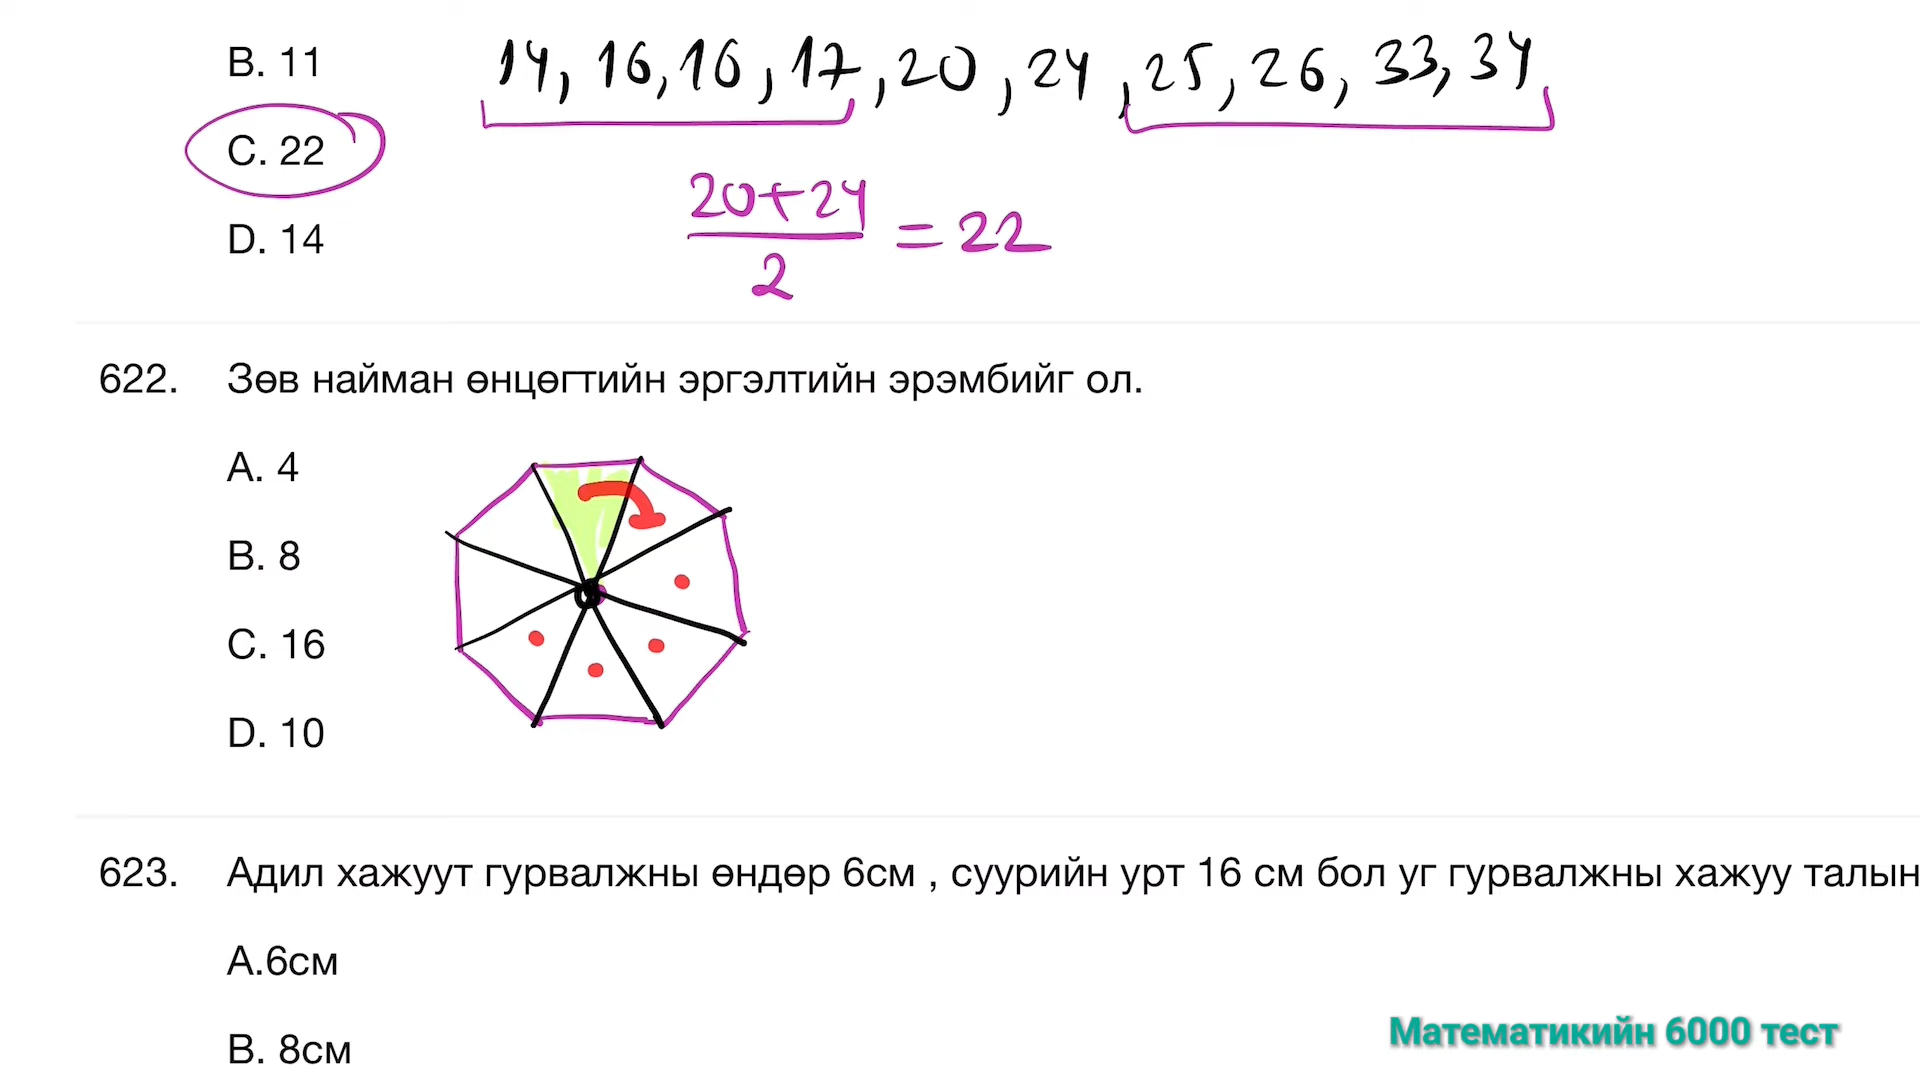 B. 11
14, 16, 16, 17, 20, 24, 25, 26, 33, 34
C. 22
20+24
= 22
2
D. 14
622. Зөв найман өнцөгтийн эргэлтийн эрэмбийг ол.
A. 4
B. 8
C. 16
D. 10
623. Адил хажуут гурвалжны өндөр 6см , суурийн урт 16 см бол уг гурвалжны хажуу талын
A.6см
B. 8см
Математикийн 6000 тест